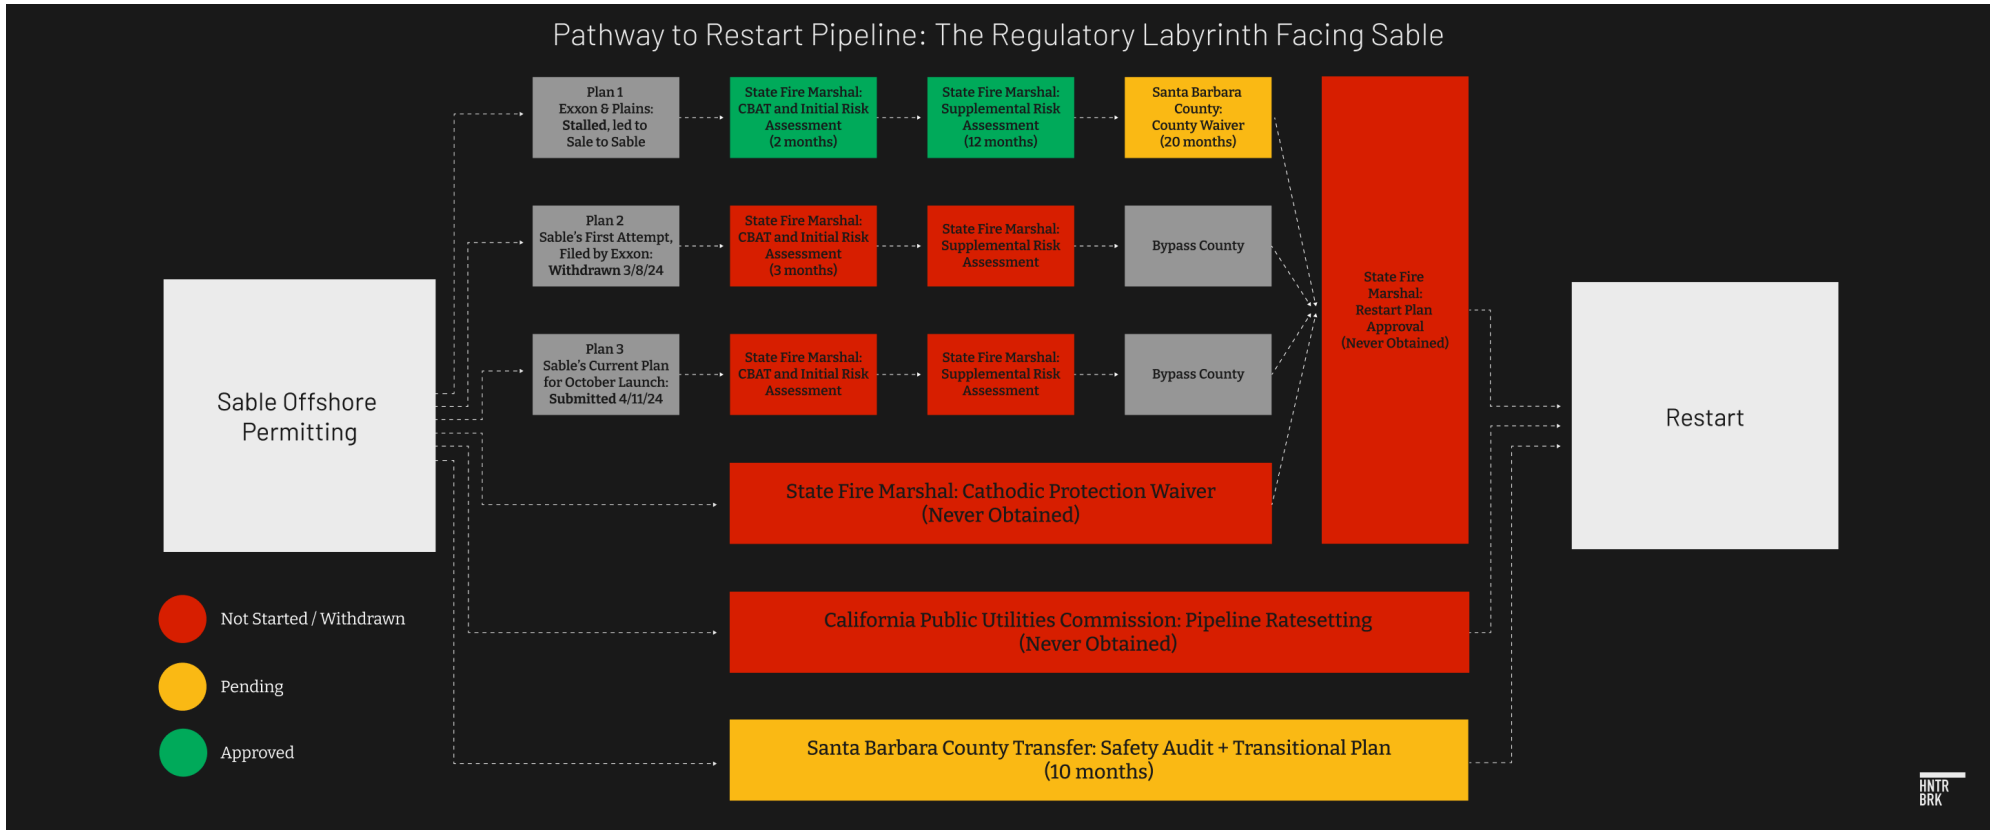 Pathway to Restart Pipeline: The Regulatory Labyrinth Facing Sable
Plan 1
Exxon & Plains:
Stalled, led to
Sale to Sable
State Fire Marshal:
CBAT and Initial Risk
Assessment
(2 months)
State Fire Marshal:
Supplemental Risk
Assessment
(12 months)
Santa Barbara
County:
County Waiver
(20 months)
Plan 2
Sable's First Attempt,
Filed by Exxon:
Withdrawn 3/8/24
State Fire Marshal:
CBAT and Initial Risk
Assessment
(3 months)
State Fire Marshal:
Supplemental Risk
Assessment
Bypass County
Plan 3
Sable's Current Plan
for October Launch:
Submitted 4/11/24
State Fire Marshal:
CBAT and Initial Risk
Assessment
State Fire Marshal:
Supplemental Risk
Assessment
Bypass County
State Fire
Marshal:
Restart Plan
Approval
(Never Obtained)
Sable Offshore
Permitting
Restart
State Fire Marshal: Cathodic Protection Waiver
(Never Obtained)
California Public Utilities Commission: Pipeline Ratesetting
(Never Obtained)
Santa Barbara County Transfer: Safety Audit + Transitional Plan
(10 months)
Not Started / Withdrawn
Pending
Approved
HNTR
BRK